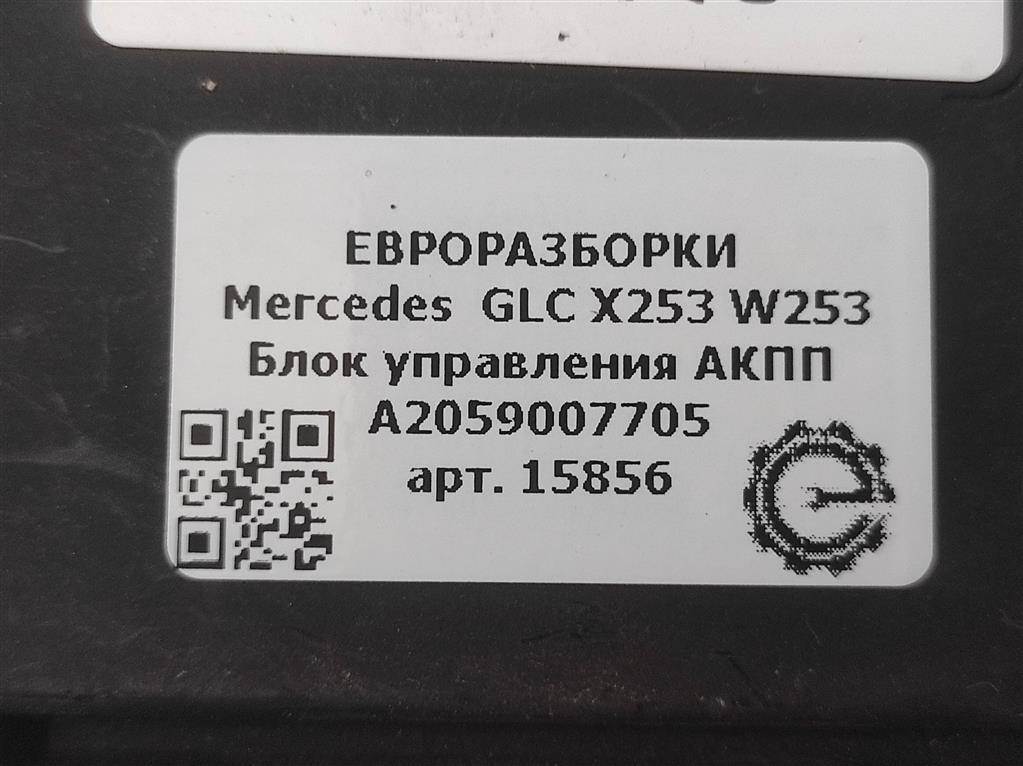 ЕВРОРАЗБОРКИ
Mercedes GLC X253 W253
Блок управления АКПП
A2059007705
арт. 15856